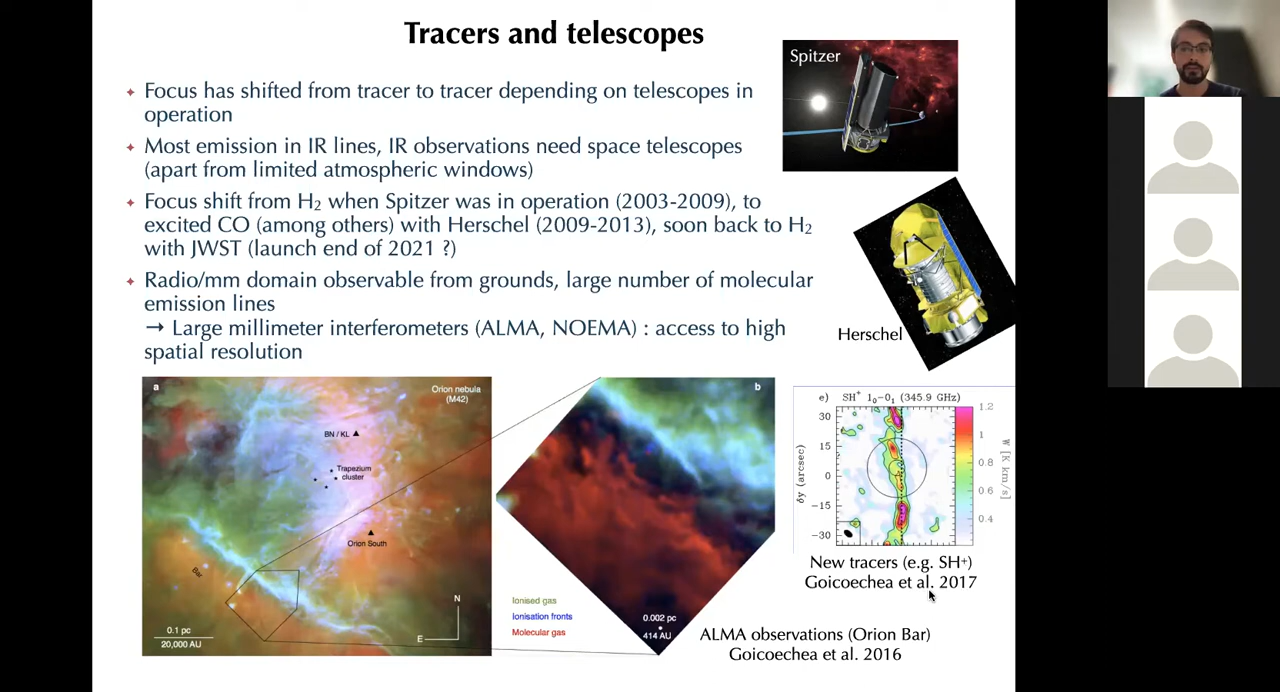 Tracers and telescopes
Focus has shifted from tracer to tracer depending on telescopes in
operation
Most emission in IR lines, IR observations need space telescopes
(apart from limited atmospheric windows)
Focus shift from H₂ when Spitzer was in operation (2003-2009), to
excited CO (among others) with Herschel (2009-2013), soon back to H₂
with JWST (launch end of 2021 ?)
Radio/mm domain observable from grounds, large number of molecular
emission lines
→ Large millimeter interferometers (ALMA, NOEMA) : access to high
spatial resolution
Spitzer
Herschel
a
Orion nebula
(M42)
BN / KL
Trapezium
cluster
Orion South
Bar
0.1 pc
20,000 AU
N
E
b
Ionised gas
Ionisation fronts
Molecular gas
0.002 pc
414 AU
e) SH⁺ 1₀-0₁ (345.9 GHz)
30
15
0
−15
−30
δy (arcsec)
1.2
1
0.8
0.6
0.4
W [K km/s]
New tracers (e.g. SH⁺)
Goicoechea et al. 2017
ALMA observations (Orion Bar)
Goicoechea et al. 2016